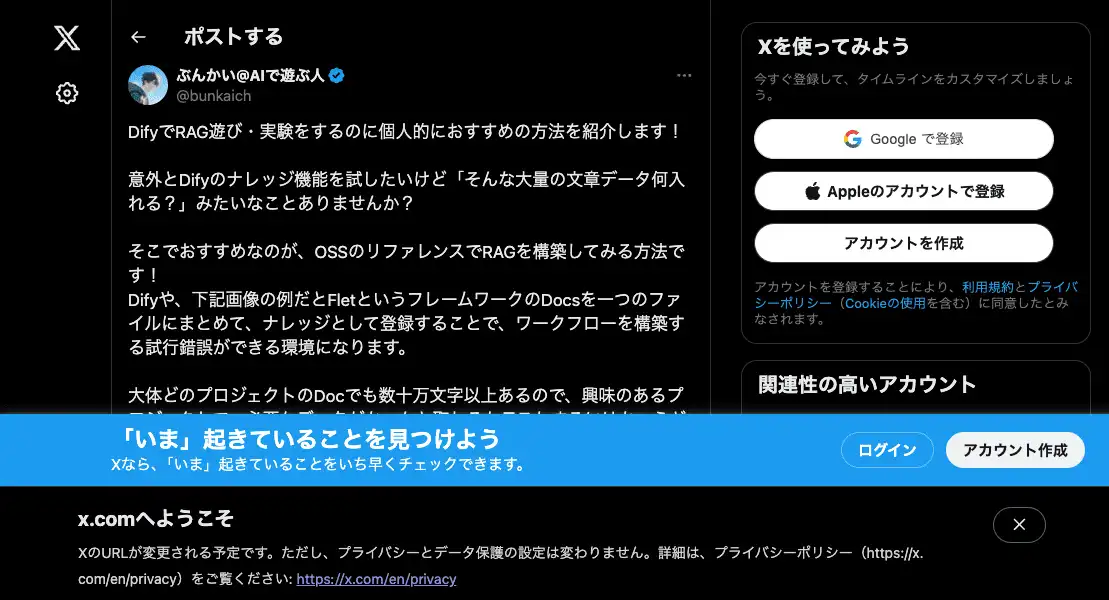 ポストする
ぶんかい@AIで遊ぶ人
@bunkaich
DifyでRAG遊び・実験をするのに個人的におすすめの方法を紹介します！
意外とDifyのナレッジ機能を試したいけど「そんな大量の文章データ何入
れる？」みたいなことありませんか？
そこでおすすめなのが、OSSのリファレンスでRAGを構築してみる方法で
す！
Difyや、下記画像の例だとFletというフレームワークのDocsを一つのファ
イルにまとめて、ナレッジとして登録することで、ワークフローを構築す
る試行錯誤ができる環境になります。
大体どのプロジェクトのDocでも数十万文字以上あるので、興味のあるプ
Xを使ってみよう
今すぐ登録して、タイムラインをカスタマイズしましょ
う。
Google で登録
Appleのアカウントで登録
アカウントを作成
アカウントを登録することにより、利用規約とプライバ
シーポリシー（Cookieの使用を含む）に同意したとみ
なされます。
関連性の高いアカウント
「いま」起きていることを見つけよう
Xなら、「いま」起きていることをいち早くチェックできます。
ログイン
アカウント作成
x.comへようこそ
XのURLが変更される予定です。ただし、プライバシーとデータ保護の設定は変わりません。詳細は、プライバシーポリシー（https://x.
com/en/privacy）をご覧ください: https://x.com/en/privacy